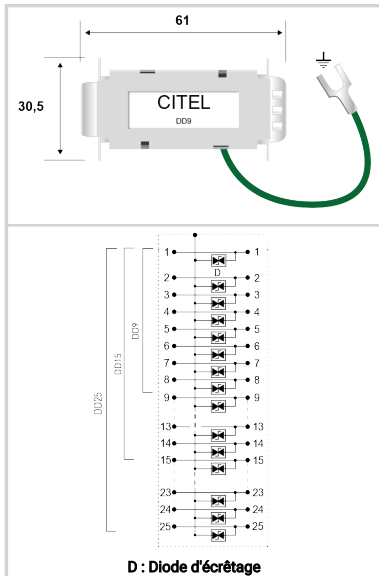 61
30,5
CITEL
DD9
1 1
D
2 2
3 3
4 4
5 5
6 6
7 7
8 8
9 9
13 13
14 14
15 15
23 23
24 24
25 25
DD9
DD15
DD25
D : Diode d'écrêtage